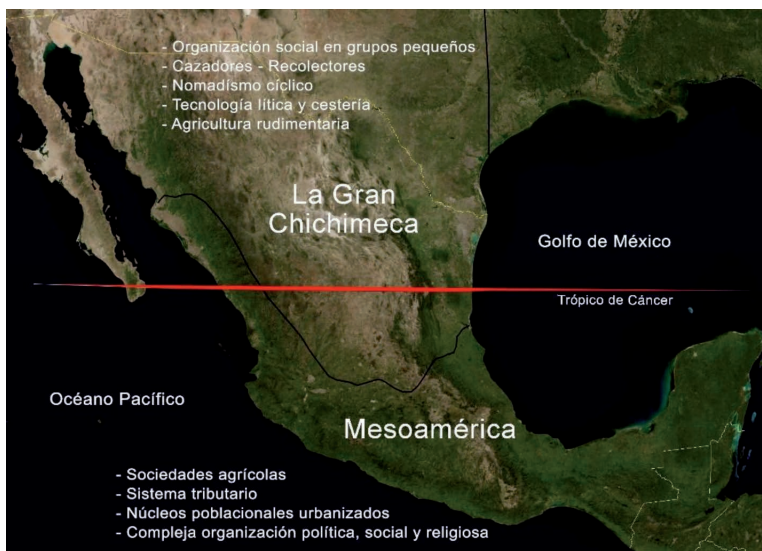 - Organización social en grupos pequeños
- Cazadores - Recolectores
- Nomadísmo cíclico
- Tecnología lítica y cestería
- Agricultura rudimentaria
La Gran
Chichimeca
Golfo de México
Trópico de Cáncer
Océano Pacífico
Mesoamérica
- Sociedades agrícolas
- Sistema tributario
- Núcleos poblacionales urbanizados
- Compleja organización política, social y religiosa